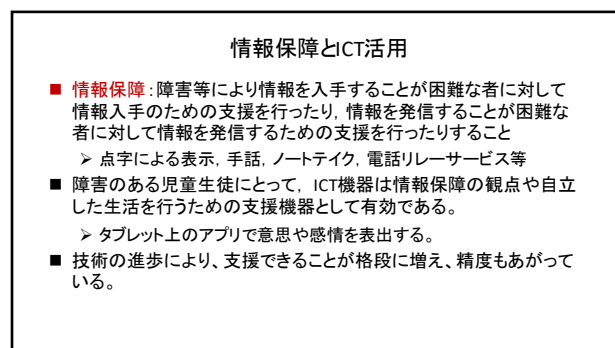 情報保障とICT活用
■ 情報保障：障害等により情報を入手することが困難な者に対して
情報入手のための支援を行ったり，情報を発信することが困難な
者に対して情報を発信するための支援を行ったりすること
➢ 点字による表示，手話，ノートテイク，電話リレーサービス等
■ 障害のある児童生徒にとって，ICT機器は情報保障の観点や自立
した生活を行うための支援機器として有効である。
➢ タブレット上のアプリで意思や感情を表出する。
■ 技術の進歩により、支援できることが格段に増え、精度もあがって
いる。